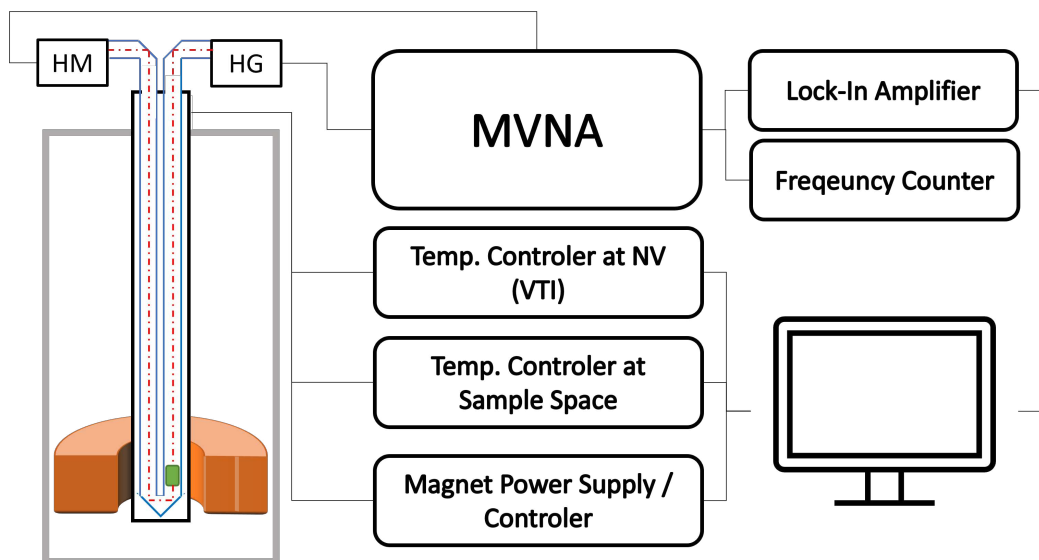 HM
HG
MVNA
Lock-In Amplifier
Freqeuncy Counter
Temp. Controler at NV
(VTI)
Temp. Controler at
Sample Space
Magnet Power Supply /
Controler